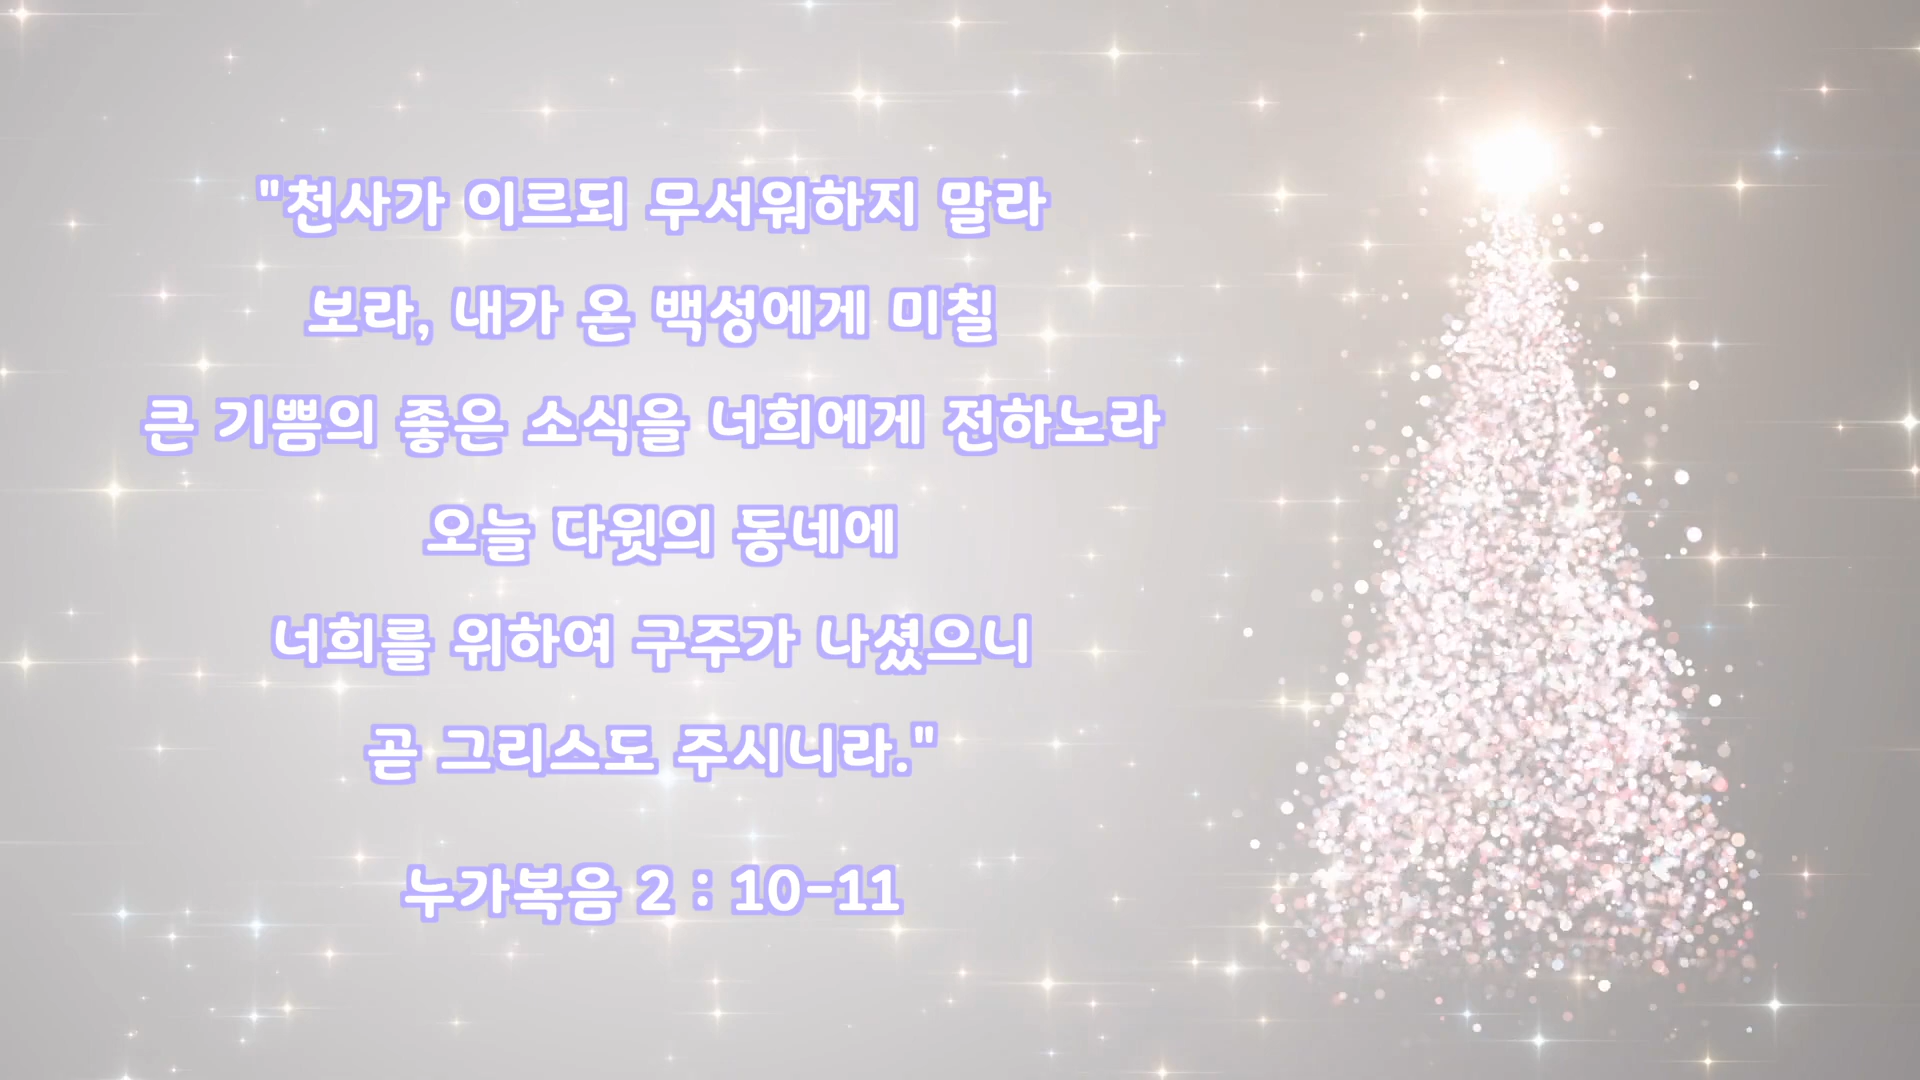 "천사가 이르되 무서워하지 말라
보라, 내가 온 백성에게 미칠
큰 기쁨의 좋은 소식을 너희에게 전하노라
오늘 다윗의 동네에
너희를 위하여 구주가 나셨으니
곧 그리스도 주시니라."
누가복음 2 : 10-11